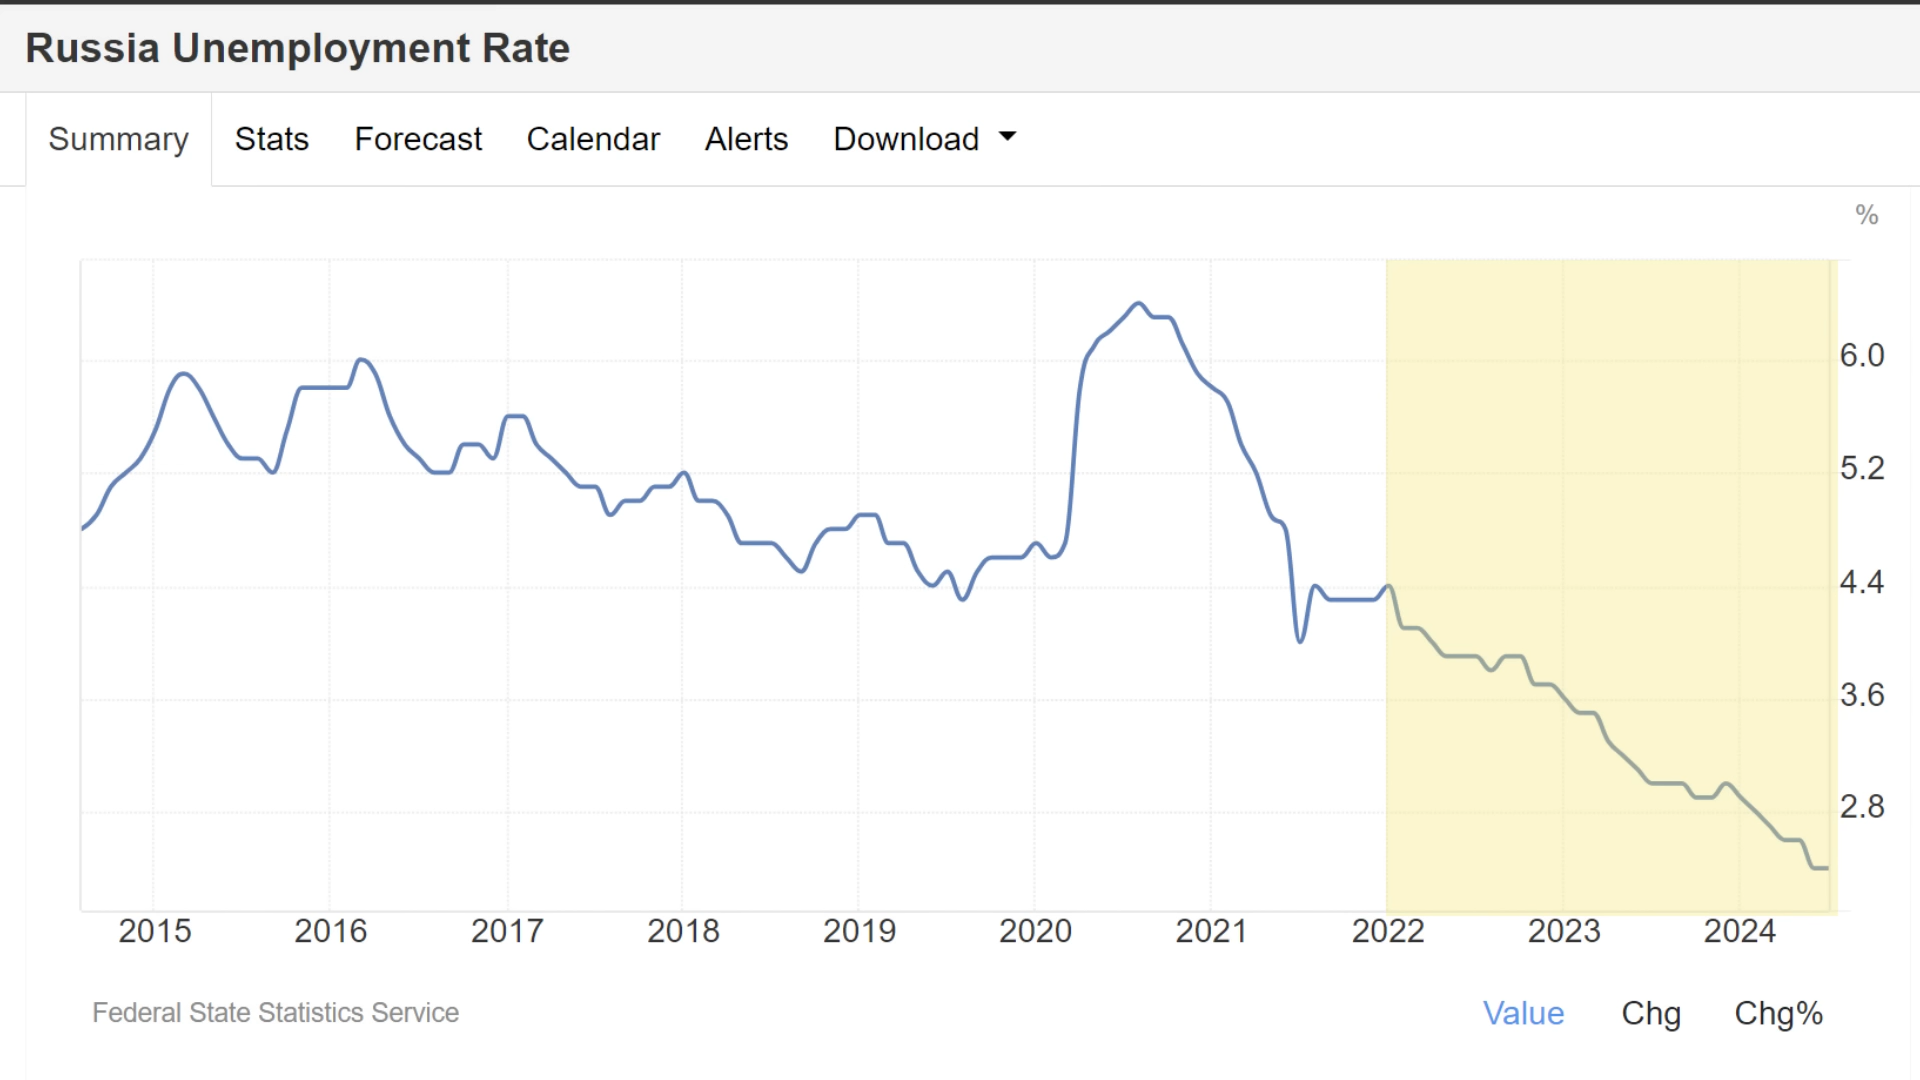 Russia Unemployment Rate
Summary Stats Forecast Calendar Alerts Download
%
6.0
5.2
4.4
3.6
2.8
2015 2016 2017 2018 2019 2020 2021 2022 2023 2024
Federal State Statistics Service Value Chg Chg%